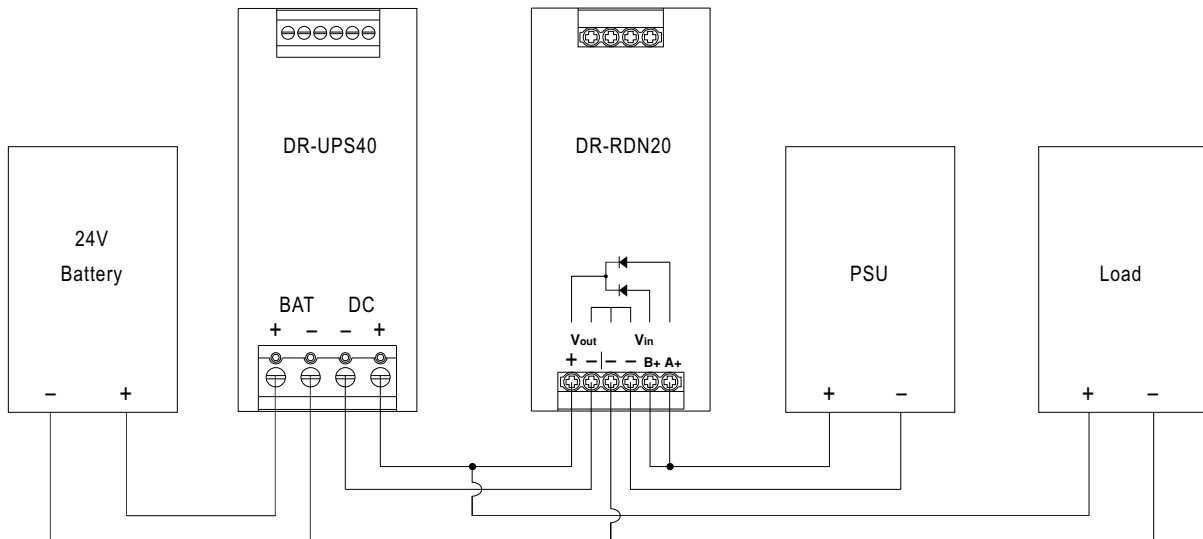 DR-UPS40
DR-RDN20
24V
Battery
PSU
Load
BAT DC
+ − − +
Vout Vin
+ − − − B+ A+
− +
+ −
+ −